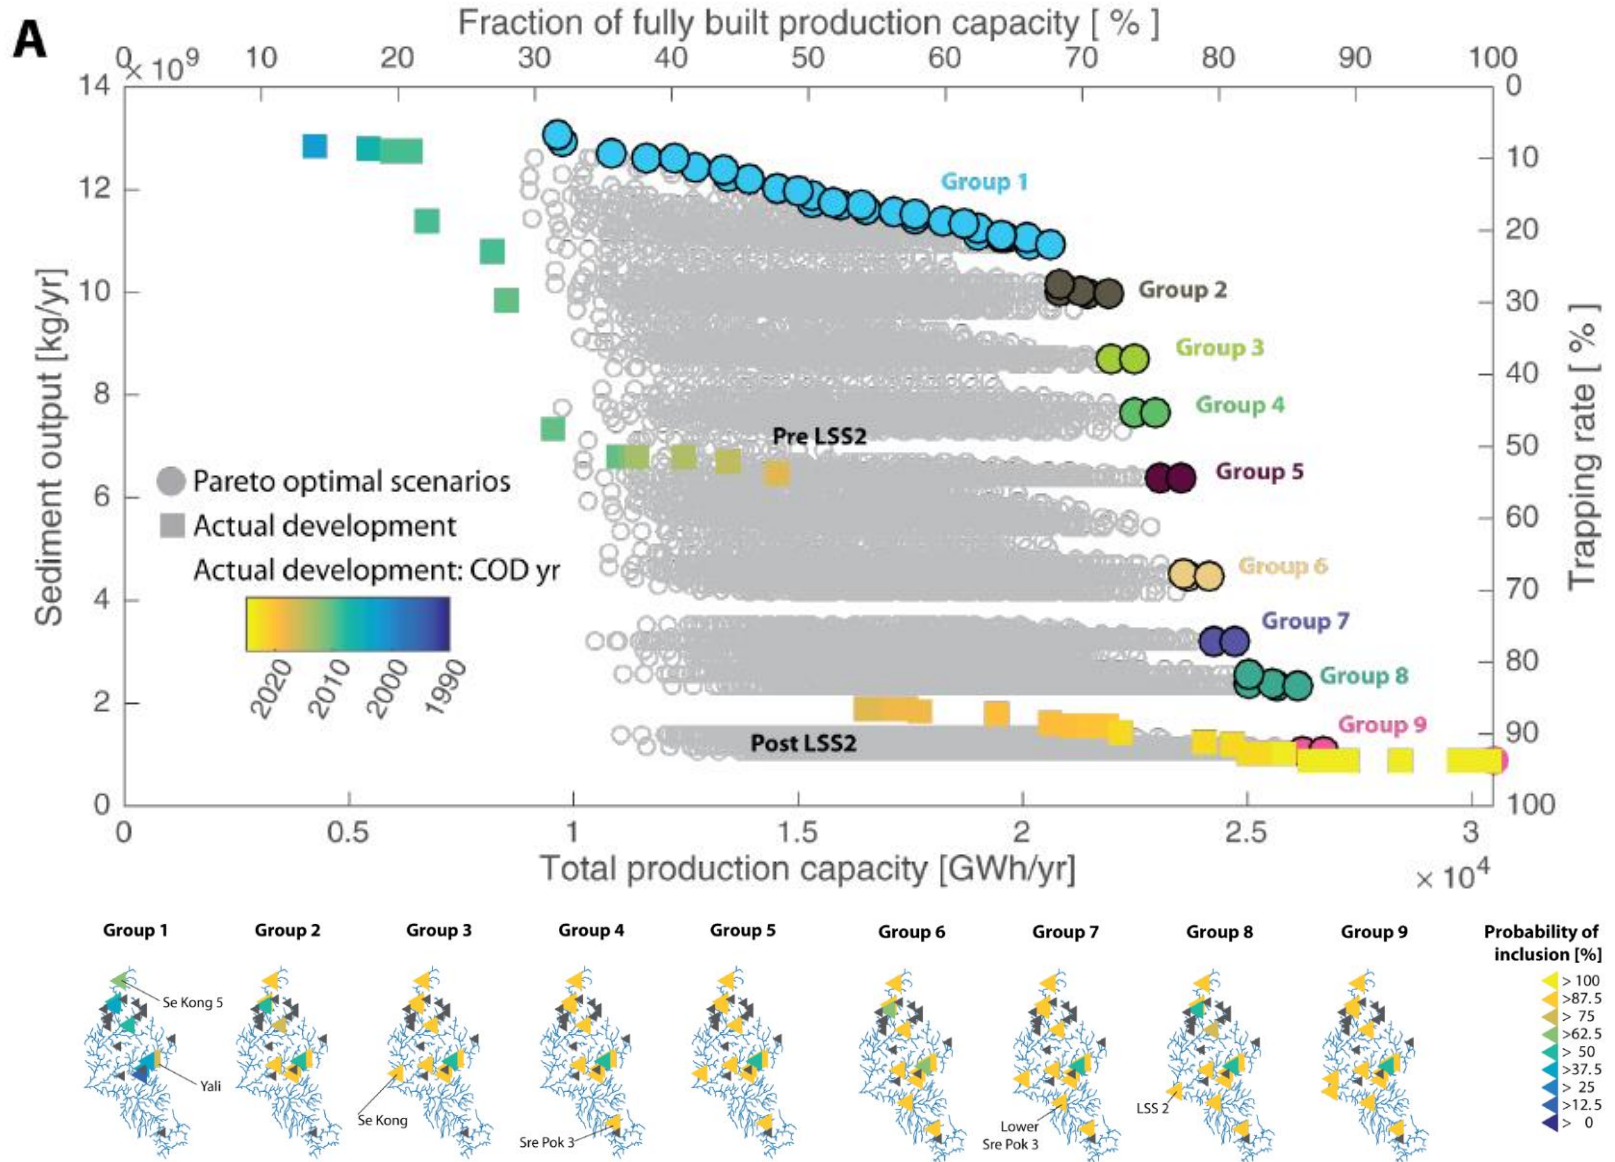 A
Fraction of fully built production capacity [ % ]
0 10 20 30 40 50 60 70 80 90 100
× 10⁹
14 12 10 8 6 4 2 0
Sediment output [kg/yr]
0 10 20 30 40 50 60 70 80 90 100
Trapping rate [ % ]
Group 1
Group 2
Group 3
Group 4
Group 5
Group 6
Group 7
Group 8
Group 9
Pre LSS2
Post LSS2
Pareto optimal scenarios
Actual development
Actual development: COD yr
2020 2010 2000 1990
0 0.5 1 1.5 2 2.5 3
Total production capacity [GWh/yr]
× 10⁴
Group 1 Group 2 Group 3 Group 4 Group 5 Group 6 Group 7 Group 8 Group 9
Se Kong 5
Yali
Se Kong
Sre Pok 3
Lower
Sre Pok 3
LSS 2
Probability of
inclusion [%]
> 100
>87.5
> 75
>62.5
> 50
>37.5
> 25
>12.5
> 0